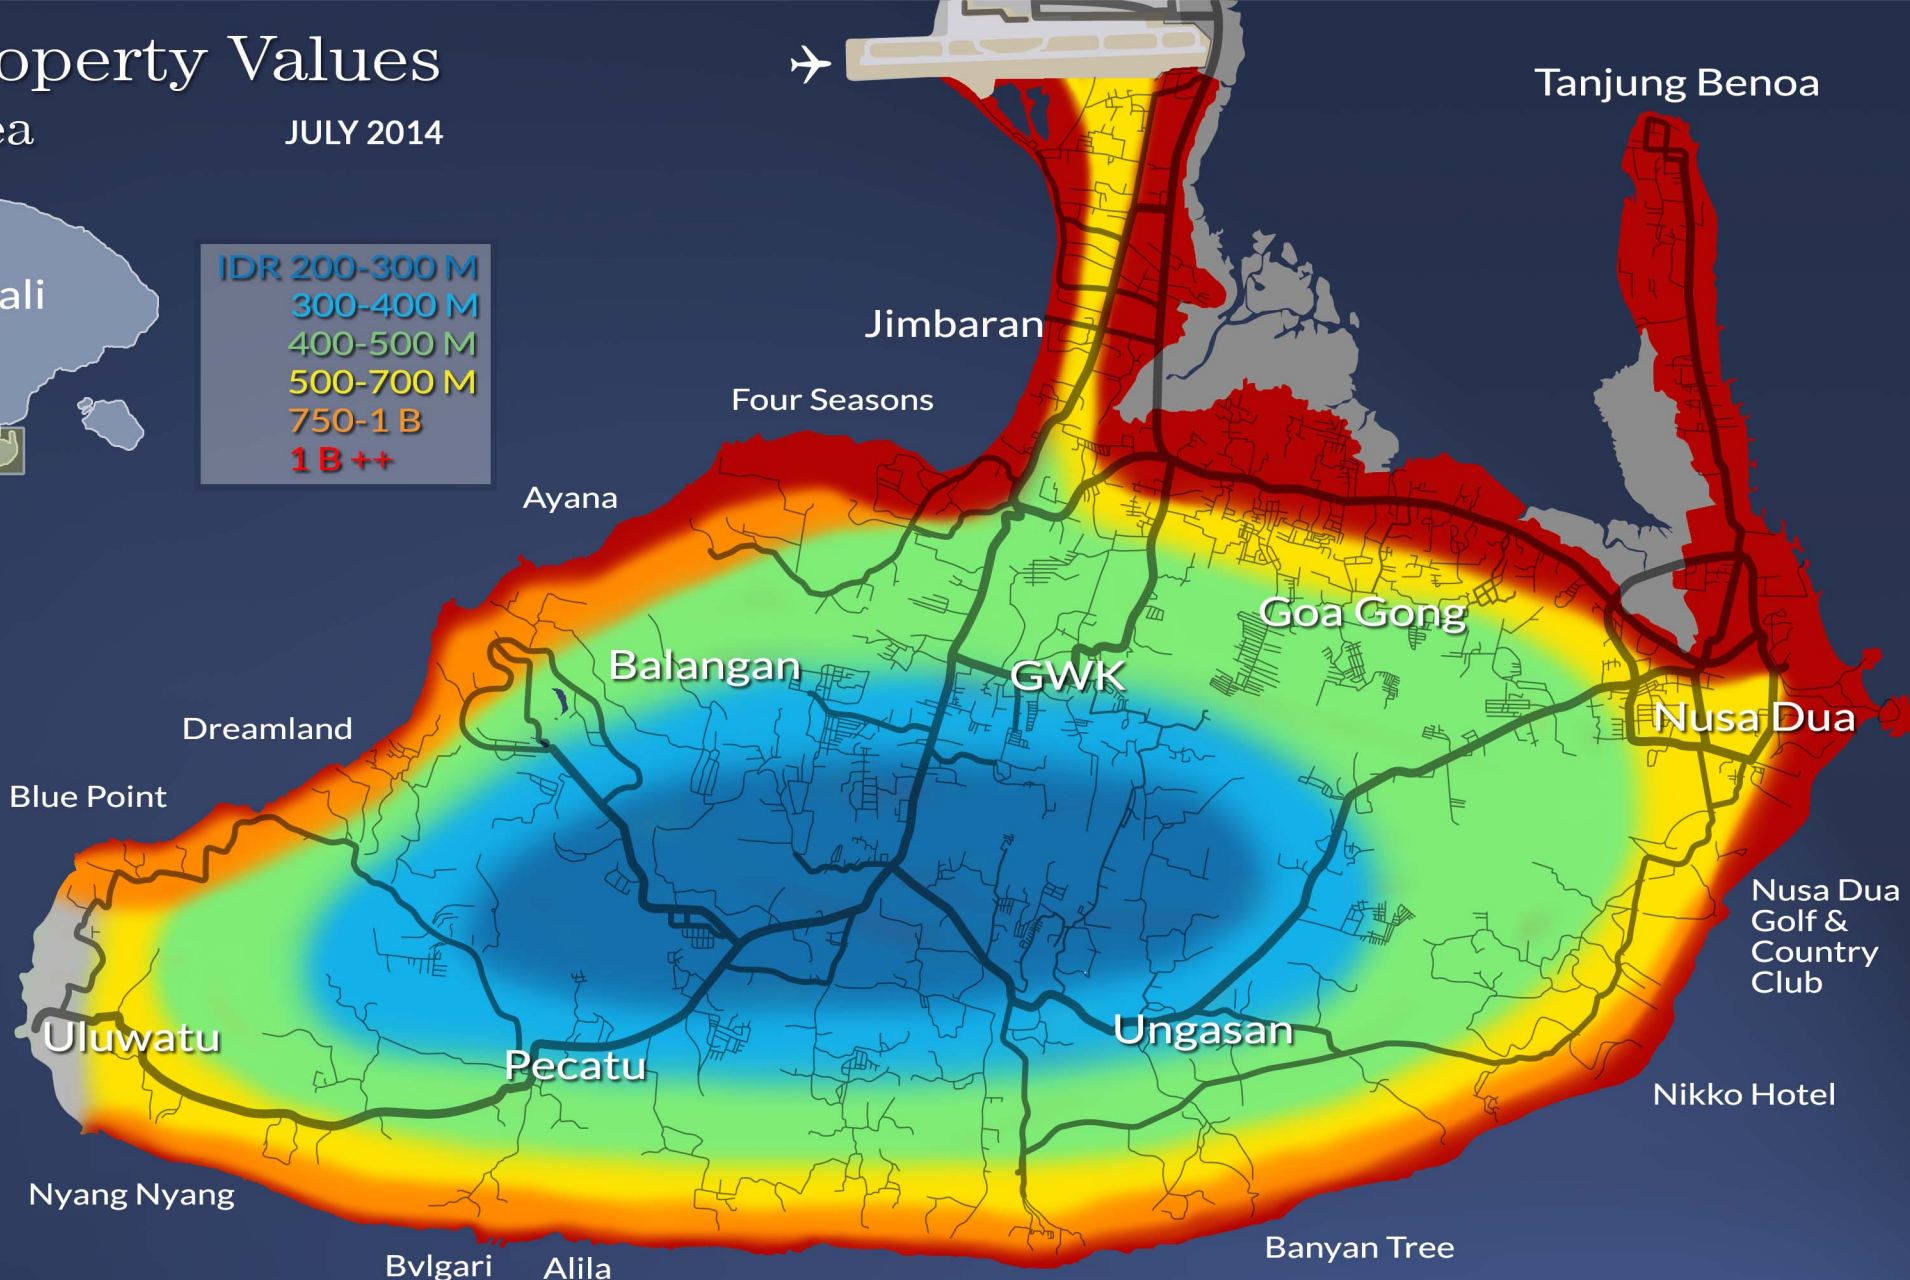 operty Values
ea
JULY 2014
Tanjung Benoa
ali
IDR 200-300 M
300-400 M
400-500 M
500-700 M
750-1 B
1 B ++
Jimbaran
Four Seasons
Ayana
Goa Gong
Balangan
GWK
Nusa Dua
Dreamland
Blue Point
Nusa Dua
Golf &
Country
Club
Uluwatu
Ungasan
Pecatu
Nikko Hotel
Nyang Nyang
Banyan Tree
Bvlgari
Alila